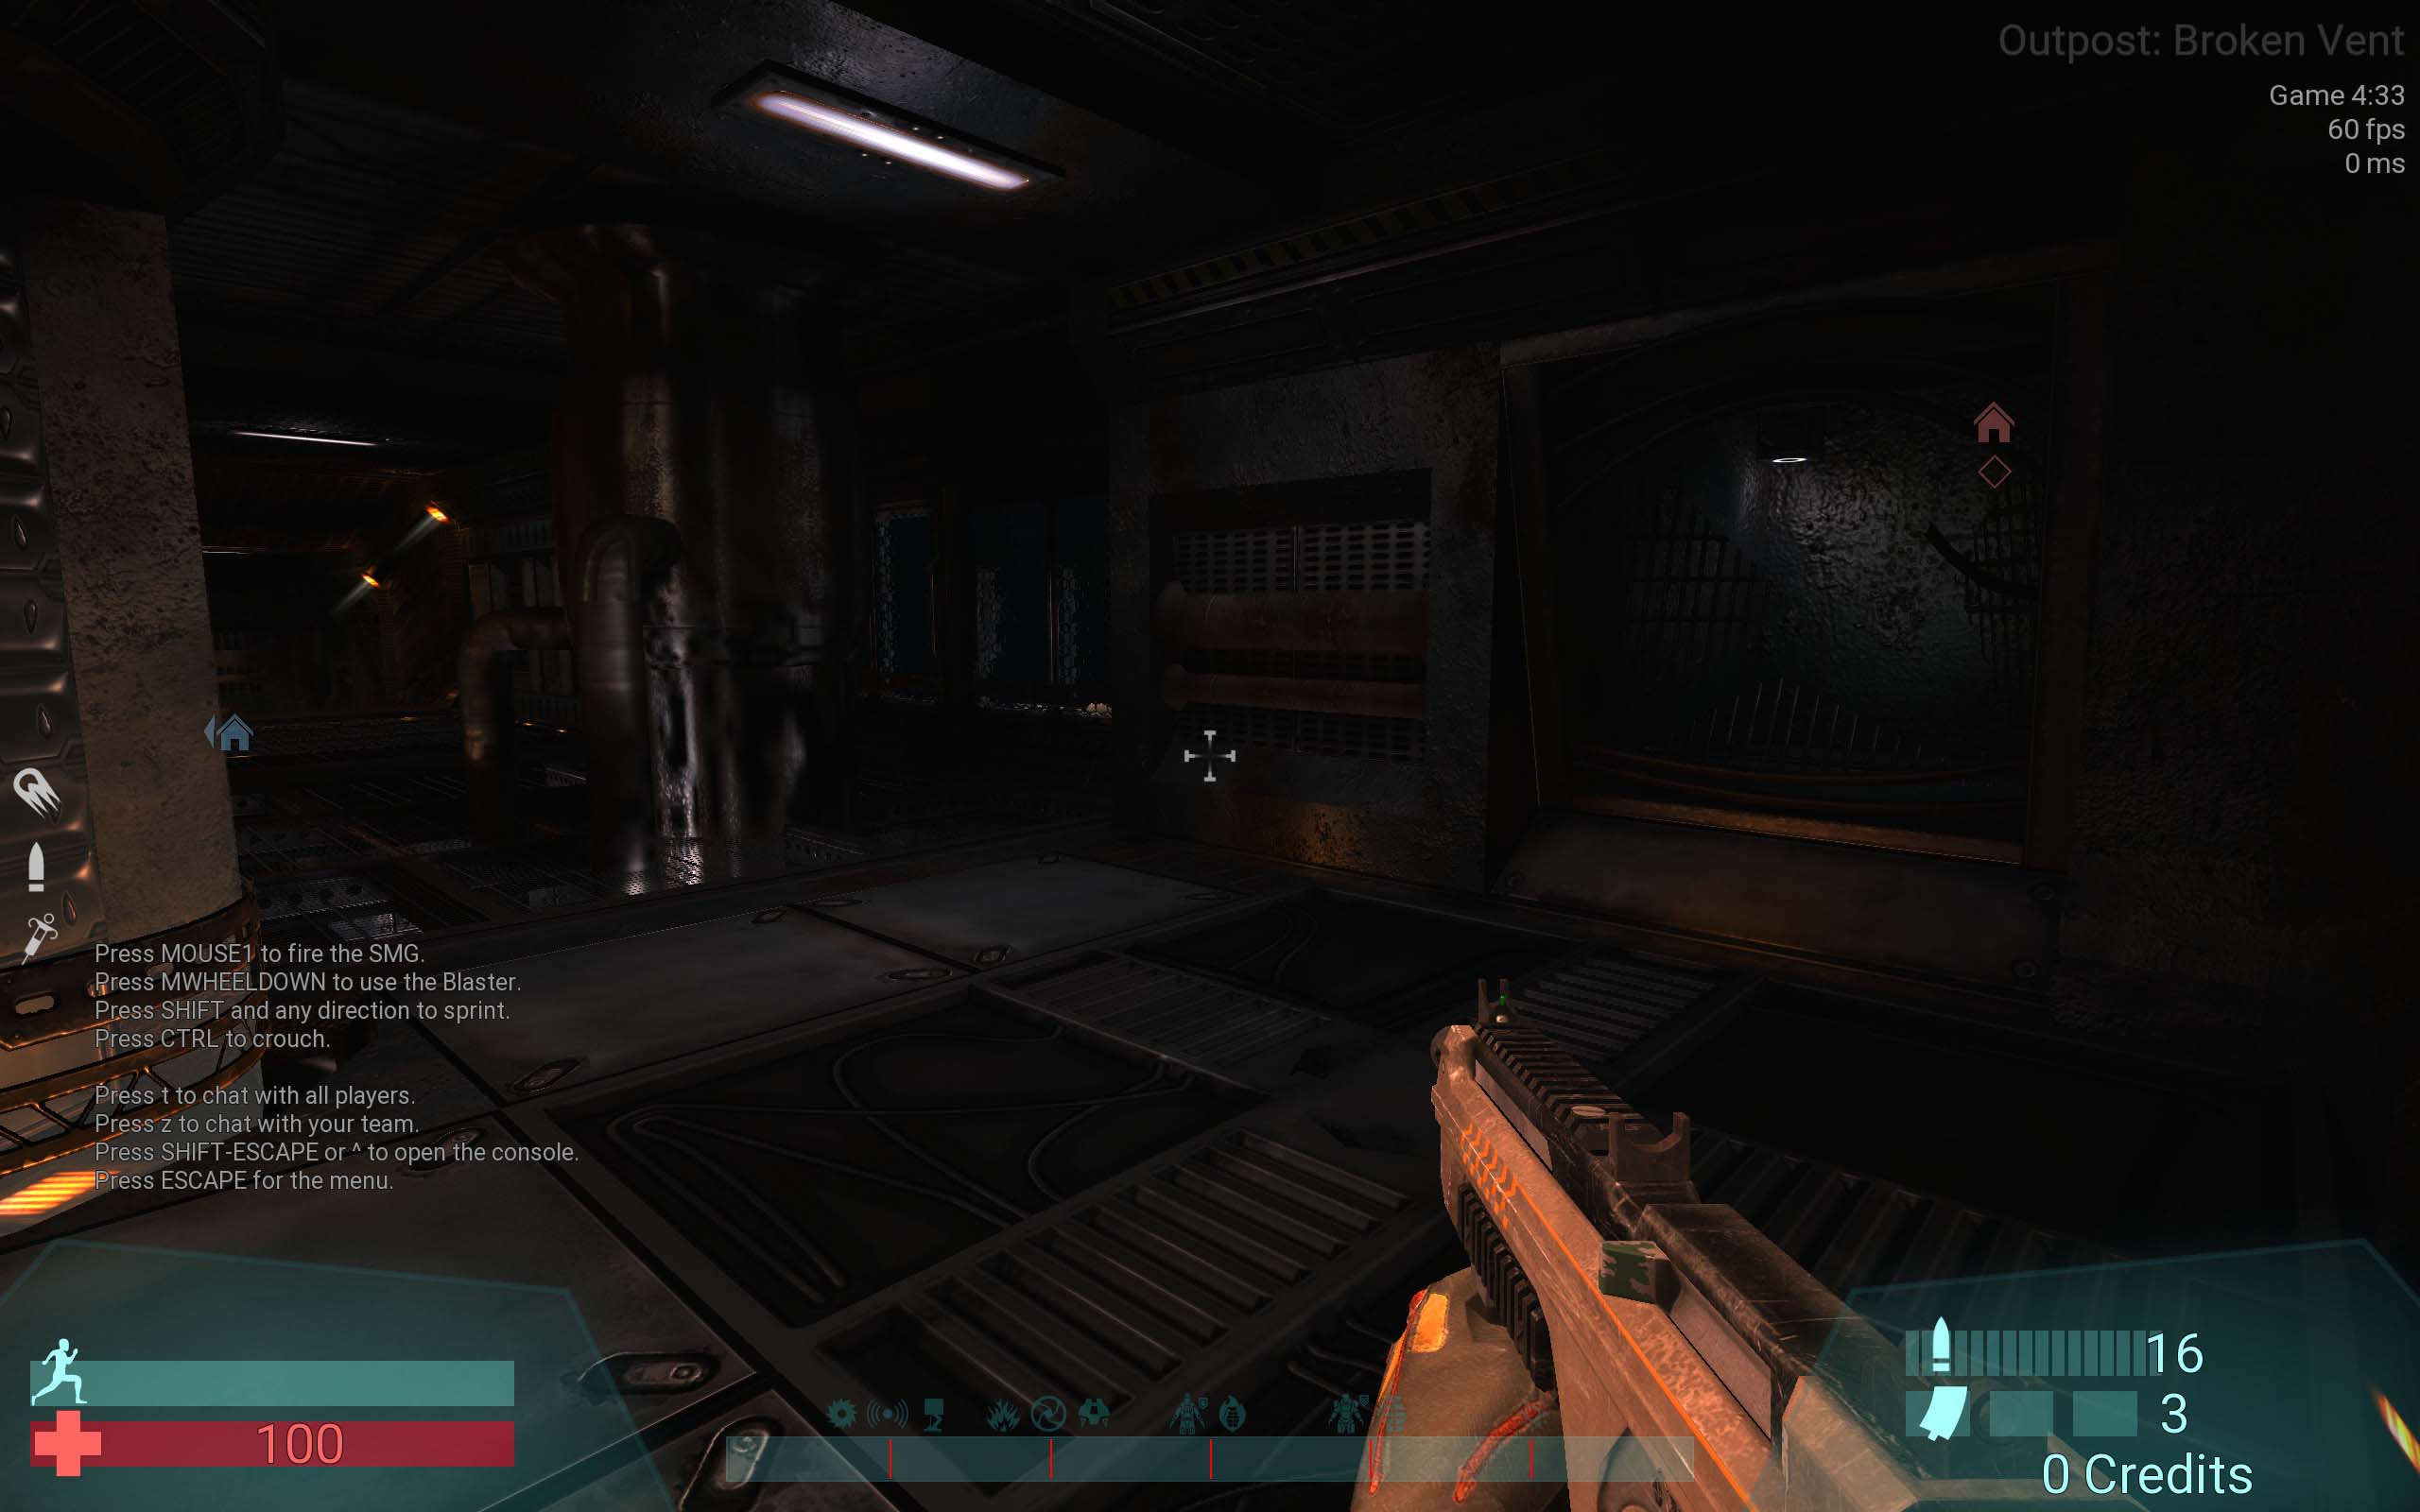 Outpost: Broken Vent
Game 4:33
60 fps
0 ms
Press MOUSE1 to fire the SMG.
Press MWHEELDOWN to use the Blaster.
Press SHIFT and any direction to sprint.
Press CTRL to crouch.
Press t to chat with all players.
Press z to chat with your team.
Press SHIFT-ESCAPE or ^ to open the console.
Press ESCAPE for the menu.
100
16
3
0 Credits